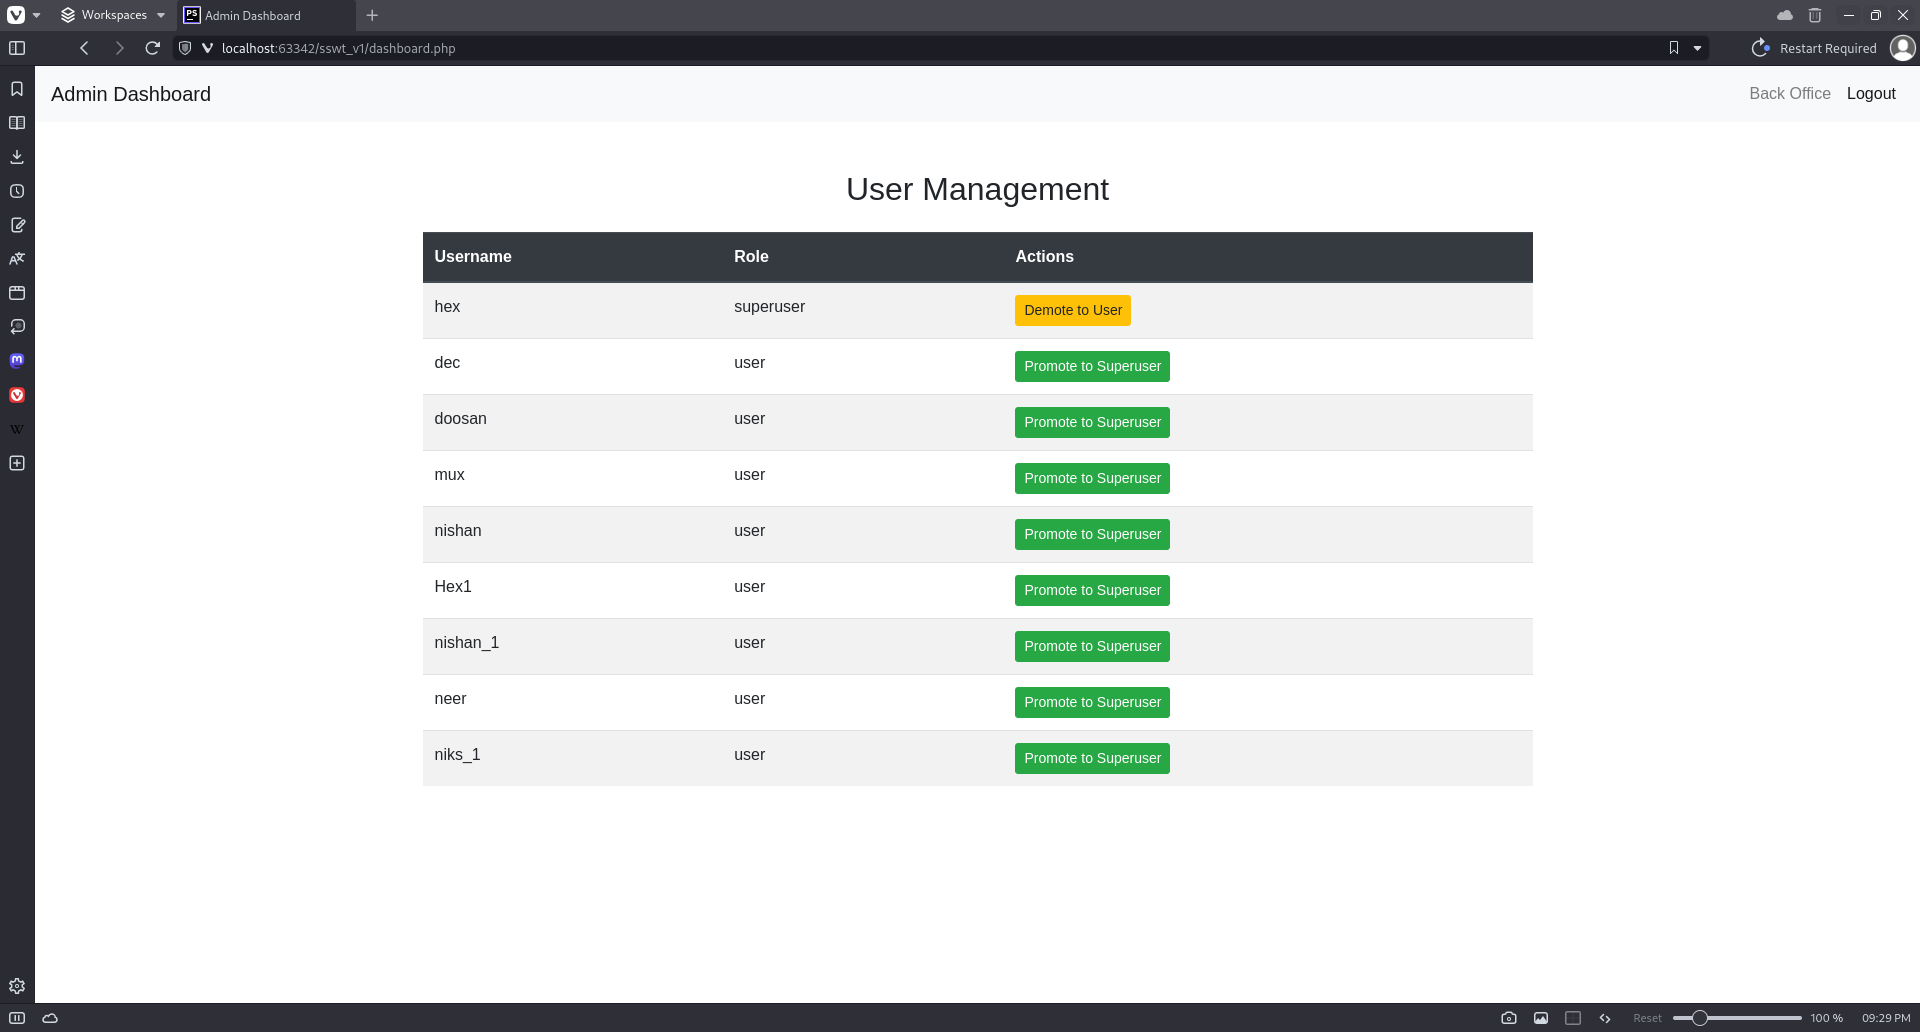 Workspaces
PS Admin Dashboard
localhost:63342/sswt_v1/dashboard.php
Restart Required
Admin Dashboard
Back Office Logout
User Management
Username Role Actions
hex superuser Demote to User
dec user Promote to Superuser
doosan user Promote to Superuser
mux user Promote to Superuser
nishan user Promote to Superuser
Hex1 user Promote to Superuser
nishan_1 user Promote to Superuser
neer user Promote to Superuser
niks_1 user Promote to Superuser
W
Reset 100 % 09:29 PM